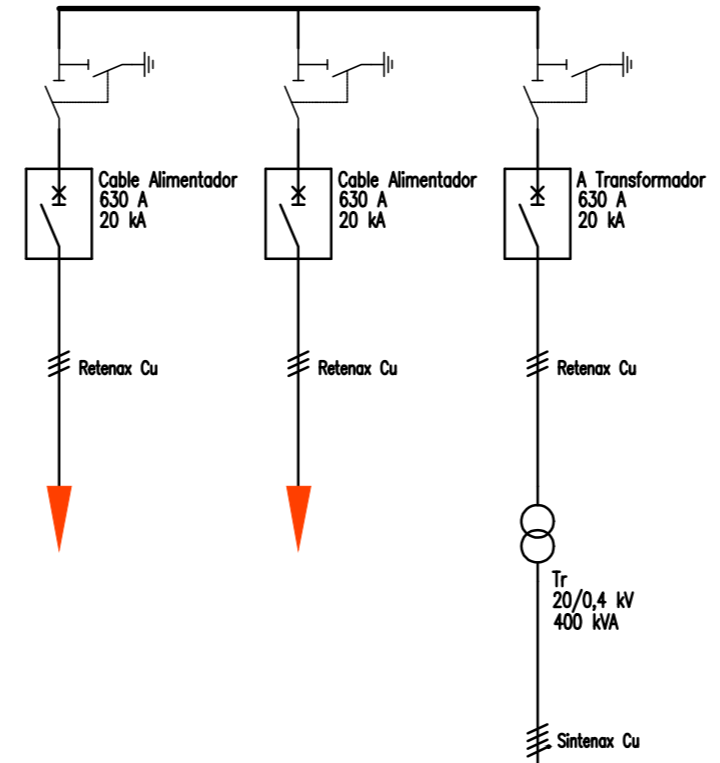 Cable Alimentador
630 A
20 kA
Cable Alimentador
630 A
20 kA
A Transformador
630 A
20 kA
Retenax Cu
Retenax Cu
Retenax Cu
Tr
20/0,4 kV
400 kVA
Sintenax Cu